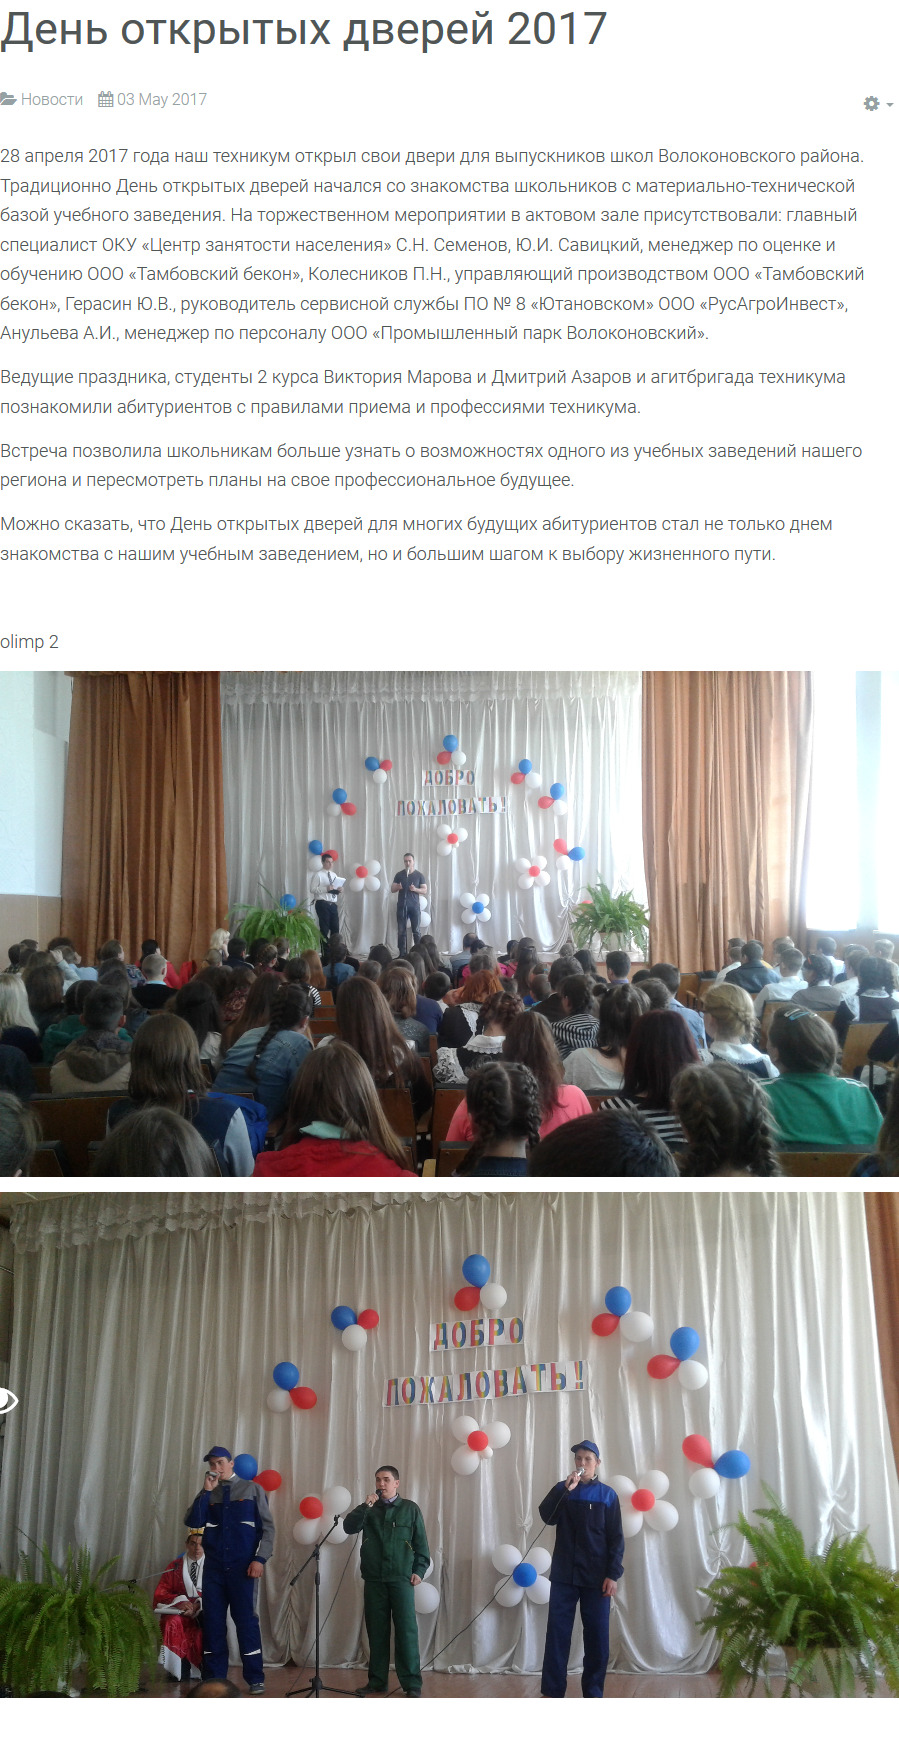 День открытых дверей 2017
Новости 03 May 2017
28 апреля 2017 года наш техникум открыл свои двери для выпускников школ Волоконовского района.
Традиционно День открытых дверей начался со знакомства школьников с материально-технической
базой учебного заведения. На торжественном мероприятии в актовом зале присутствовали: главный
специалист ОКУ «Центр занятости населения» С.Н. Семенов, Ю.И. Савицкий, менеджер по оценке и
обучению ООО «Тамбовский бекон», Колесников П.Н., управляющий производством ООО «Тамбовский
бекон», Герасин Ю.В., руководитель сервисной службы ПО № 8 «Ютановском» ООО «РусАгроИнвест»,
Анульева А.И., менеджер по персоналу ООО «Промышленный парк Волоконовский».
Ведущие праздника, студенты 2 курса Виктория Марова и Дмитрий Азаров и агитбригада техникума
познакомили абитуриентов с правилами приема и профессиями техникума.
Встреча позволила школьникам больше узнать о возможностях одного из учебных заведений нашего
региона и пересмотреть планы на свое профессиональное будущее.
Можно сказать, что День открытых дверей для многих будущих абитуриентов стал не только днем
знакомства с нашим учебным заведением, но и большим шагом к выбору жизненного пути.
olimp 2
ДОБРО
ПОХАЛОВАТЬ!
ДОБРО
ПОХАЛОВАТЬ!